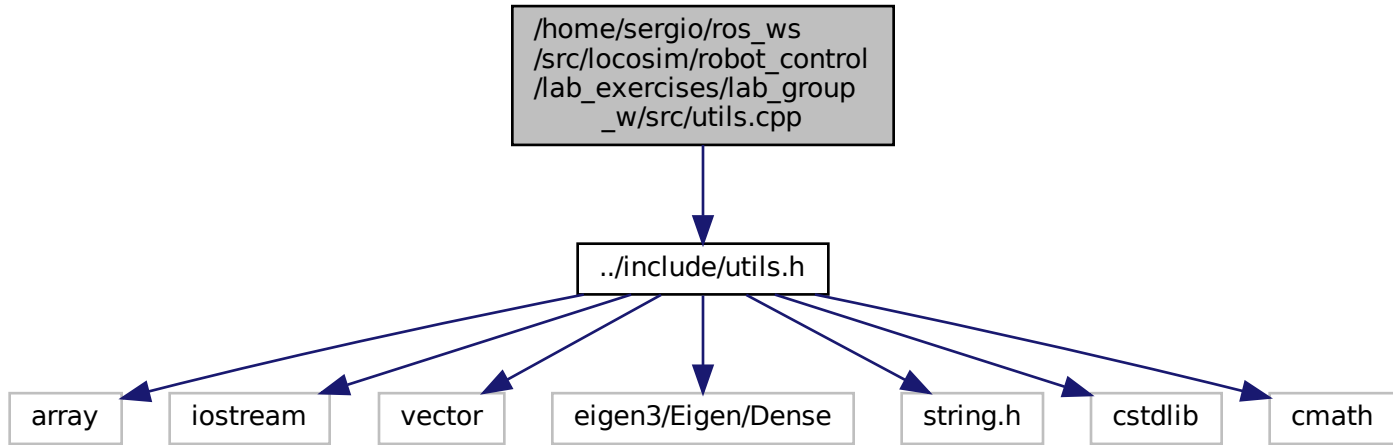 /home/sergio/ros_ws
/src/locosim/robot_control
/lab_exercises/lab_group
_w/src/utils.cpp
../include/utils.h
array
iostream
vector
eigen3/Eigen/Dense
string.h
cstdlib
cmath